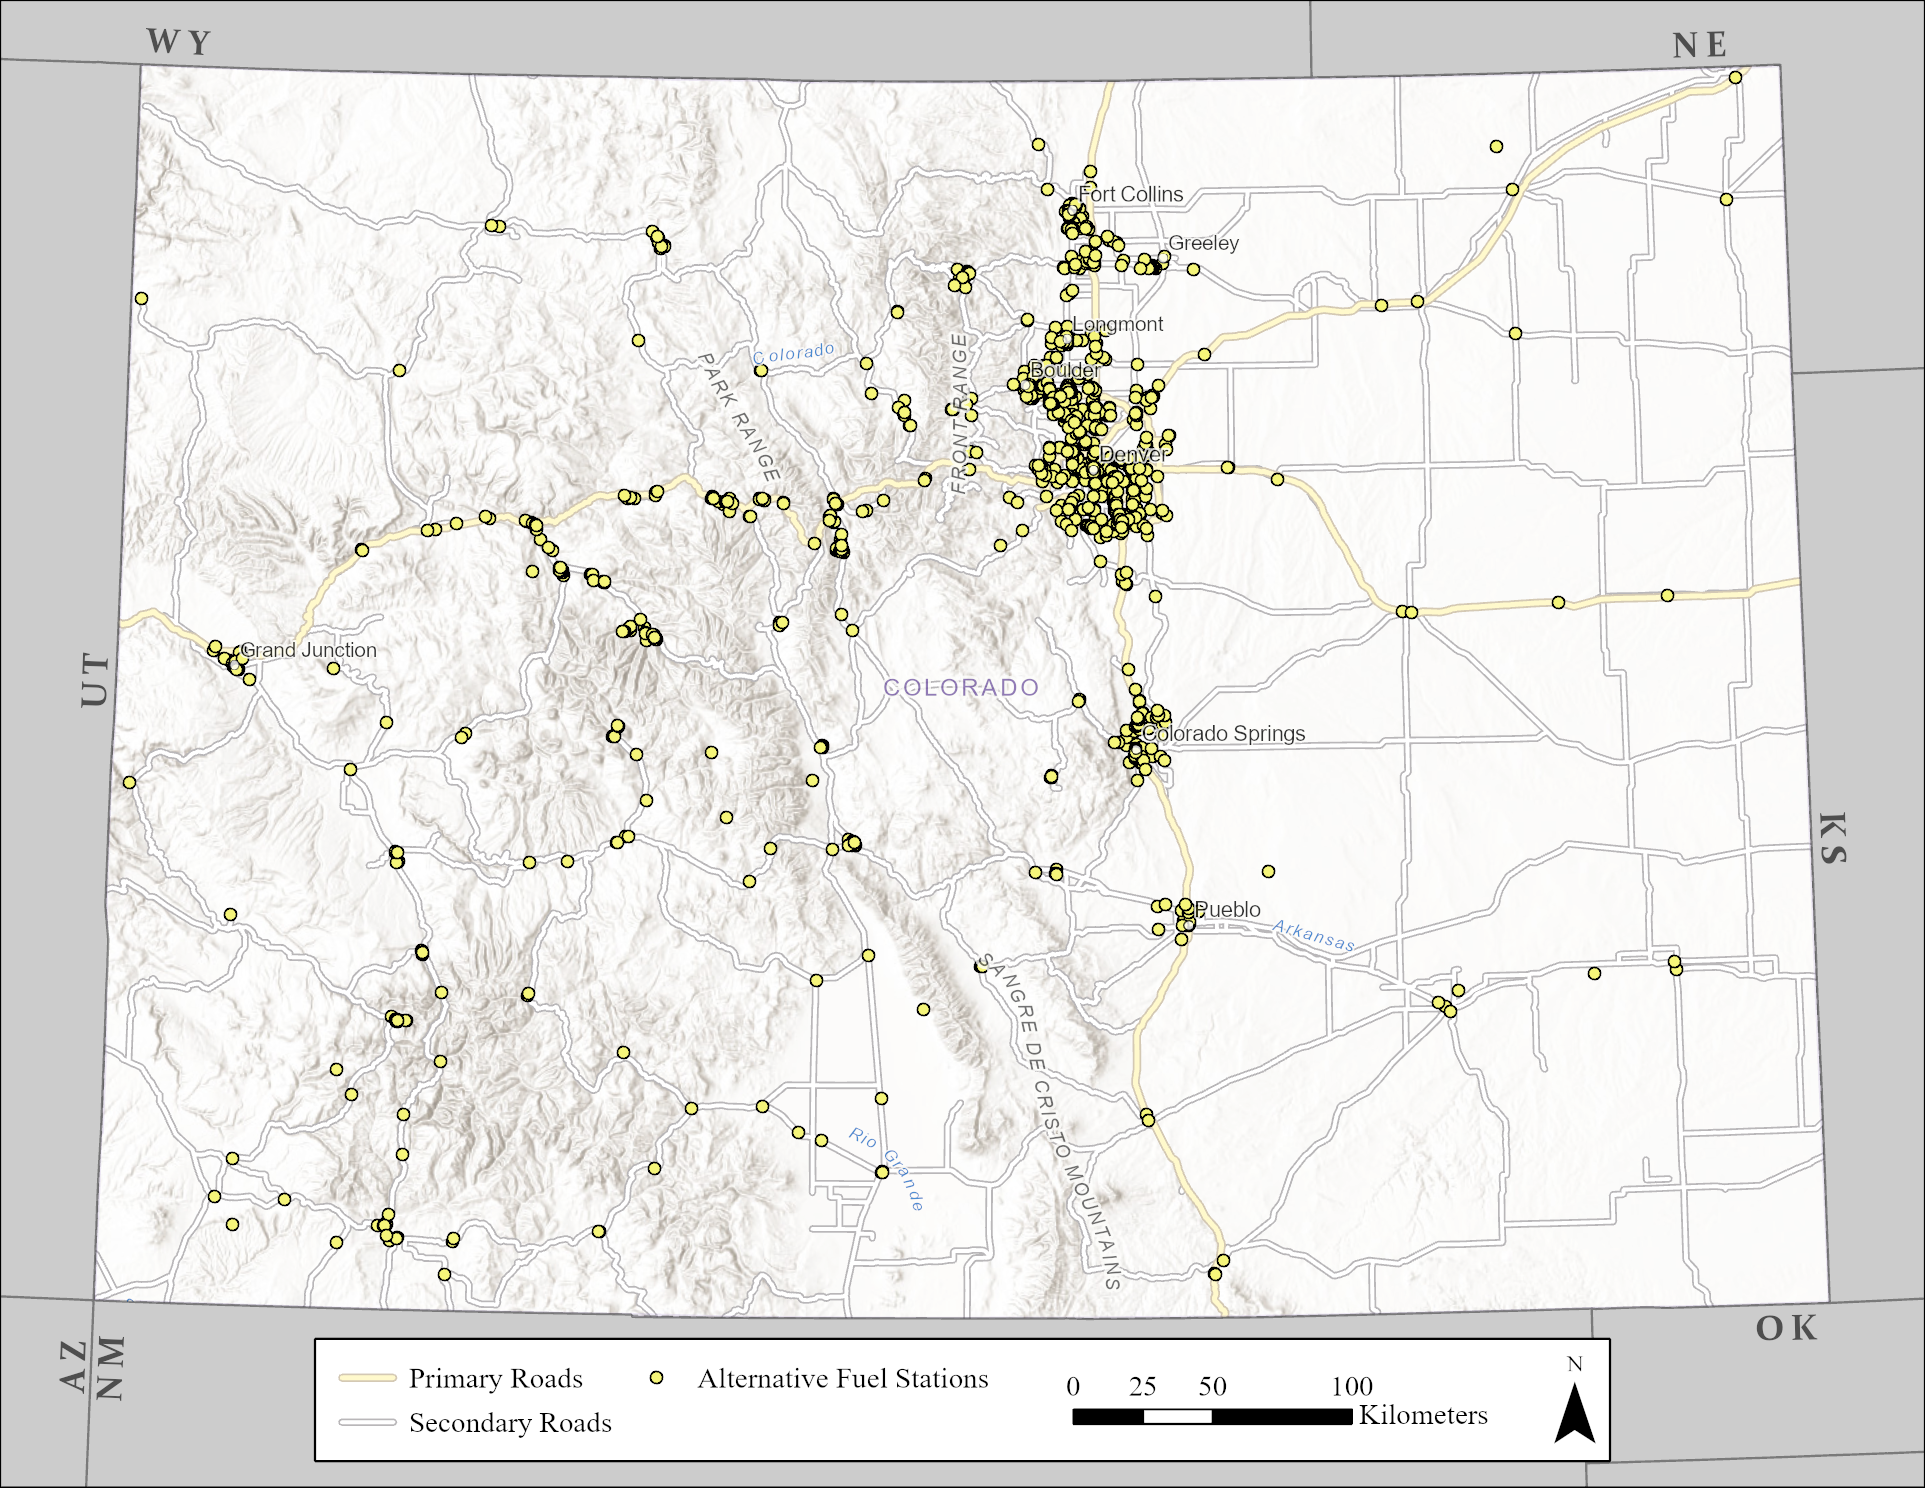 WY
NE
Fort Collins
Greeley
Longmont
Colorado
Boulder
PARK RANGE
FRONT RANGE
Denver
Grand Junction
UT
COLORADO
Colorado Springs
KS
Pueblo
Arkansas
SANGRE DE CRISTO MOUNTAINS
Rio Grande
OK
AZ
NM
Primary Roads
Secondary Roads
Alternative Fuel Stations
0 25 50 100
Kilometers
N